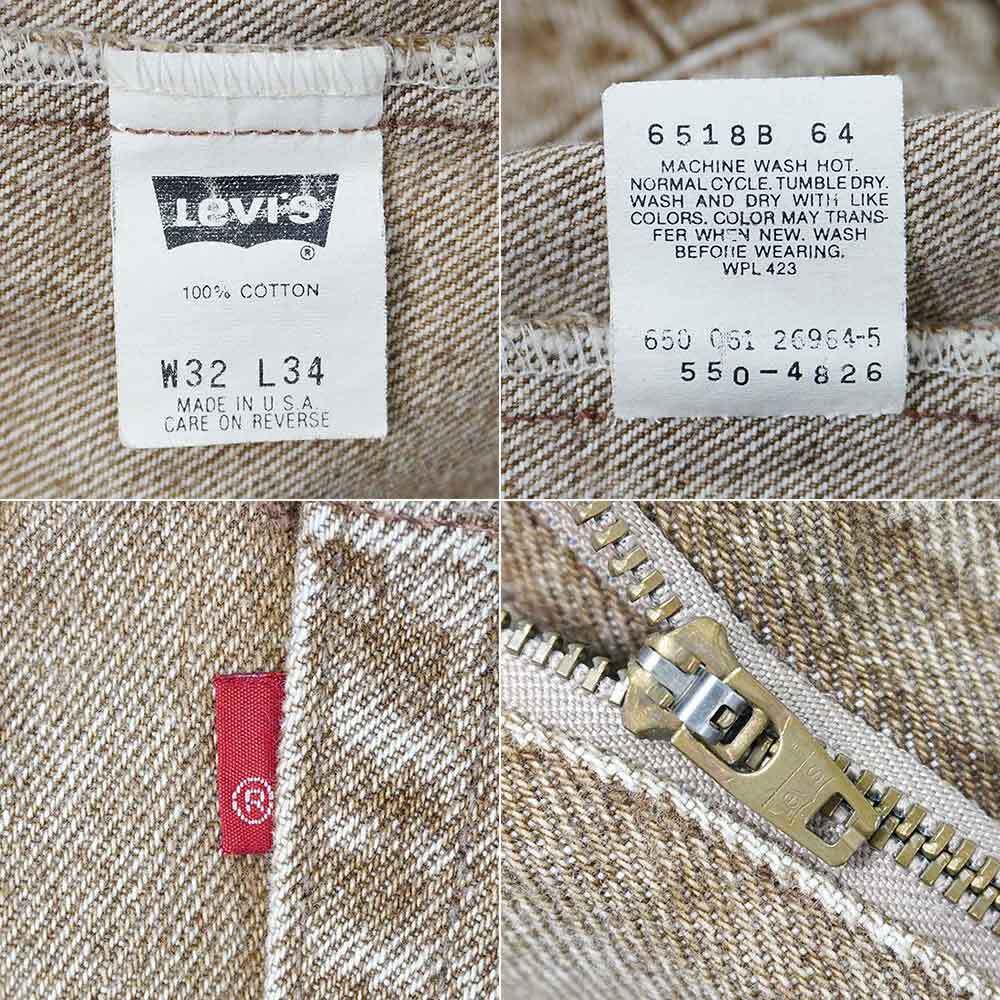 Levi's
®
100% COTTON
W32 L34
MADE IN U.S.A.
CARE ON REVERSE
6518B 64
MACHINE WASH HOT.
NORMAL CYCLE. TUMBLE DRY.
WASH AND DRY WITH LIKE
COLORS. COLOR MAY TRANS-
FER WHEN NEW. WASH
BEFORE WEARING.
WPL 423
650 061 26964-5
550-4826
®